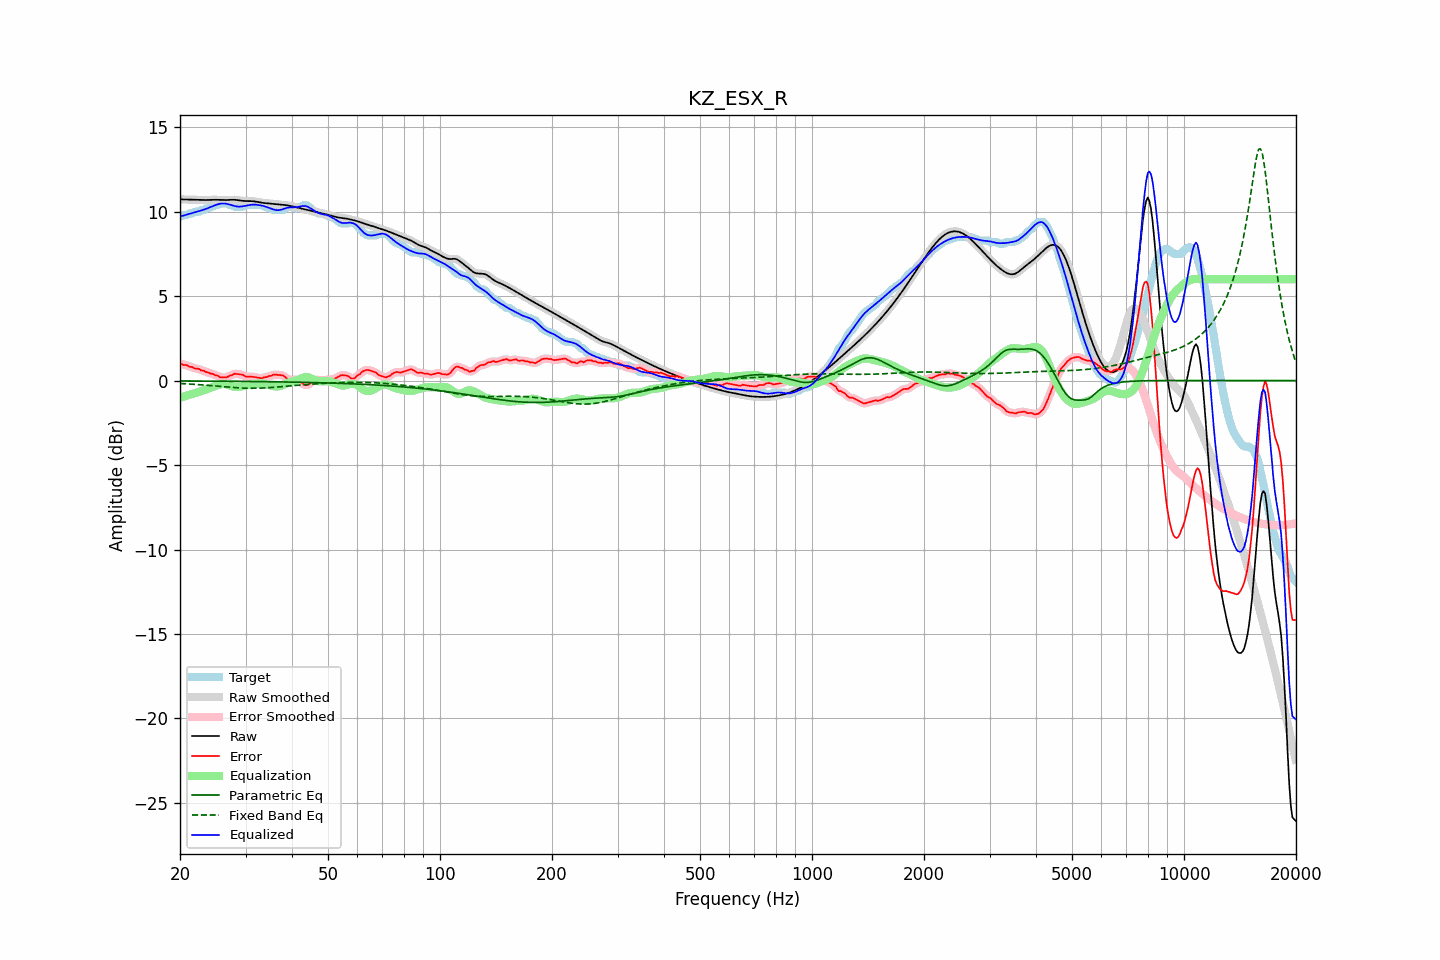 KZ_ESX_R
15
10
5
0
−5
−10
−15
−20
−25
Amplitude (dBr)
Target
Raw Smoothed
Error Smoothed
Raw
Error
Equalization
Parametric Eq
Fixed Band Eq
Equalized
20 50 100 200 500 1000 2000 5000 10000 20000
Frequency (Hz)